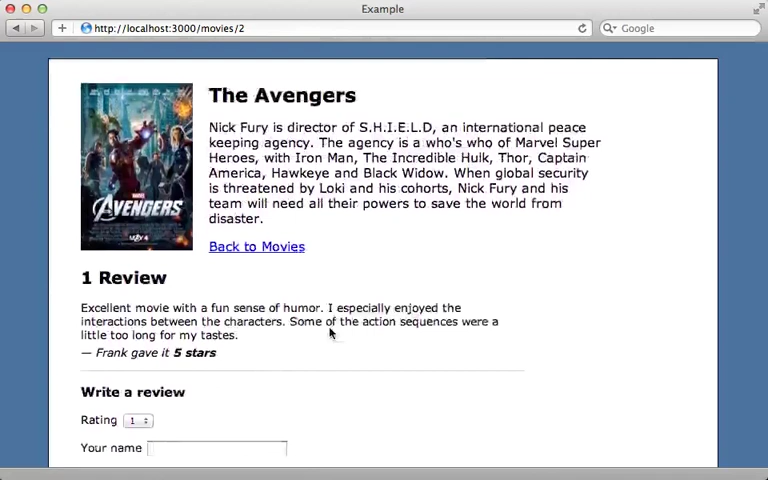 Example
http://localhost:3000/movies/2
Google
MARVEL
AVENGERS
MAY 4
The Avengers
Nick Fury is director of S.H.I.E.L.D, an international peace
keeping agency. The agency is a who's who of Marvel Super
Heroes, with Iron Man, The Incredible Hulk, Thor, Captain
America, Hawkeye and Black Widow. When global security
is threatened by Loki and his cohorts, Nick Fury and his
team will need all their powers to save the world from
disaster.
Back to Movies
1 Review
Excellent movie with a fun sense of humor. I especially enjoyed the
interactions between the characters. Some of the action sequences were a
little too long for my tastes.
— Frank gave it 5 stars
Write a review
Rating 1
Your name